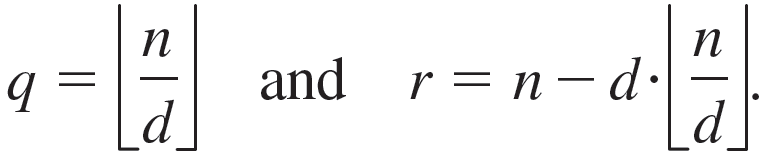 q = ⌊n/d⌋ and r = n − d·⌊n/d⌋.